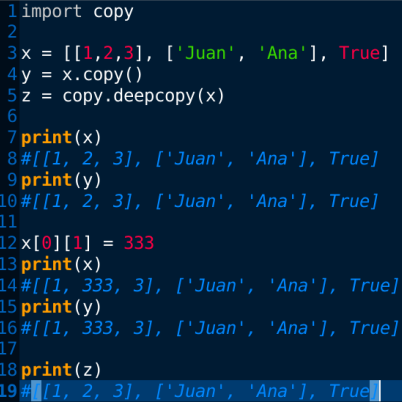 1 import copy
2
3 x = [[1,2,3], ['Juan', 'Ana'], True]
4 y = x.copy()
5 z = copy.deepcopy(x)
6
7 print(x)
8 #[[1, 2, 3], ['Juan', 'Ana'], True]
9 print(y)
10 #[[1, 2, 3], ['Juan', 'Ana'], True]
11
12 x[0][1] = 333
13 print(x)
14 #[[1, 333, 3], ['Juan', 'Ana'], True]
15 print(y)
16 #[[1, 333, 3], ['Juan', 'Ana'], True]
17
18 print(z)
19 #[[1, 2, 3], ['Juan', 'Ana'], True]